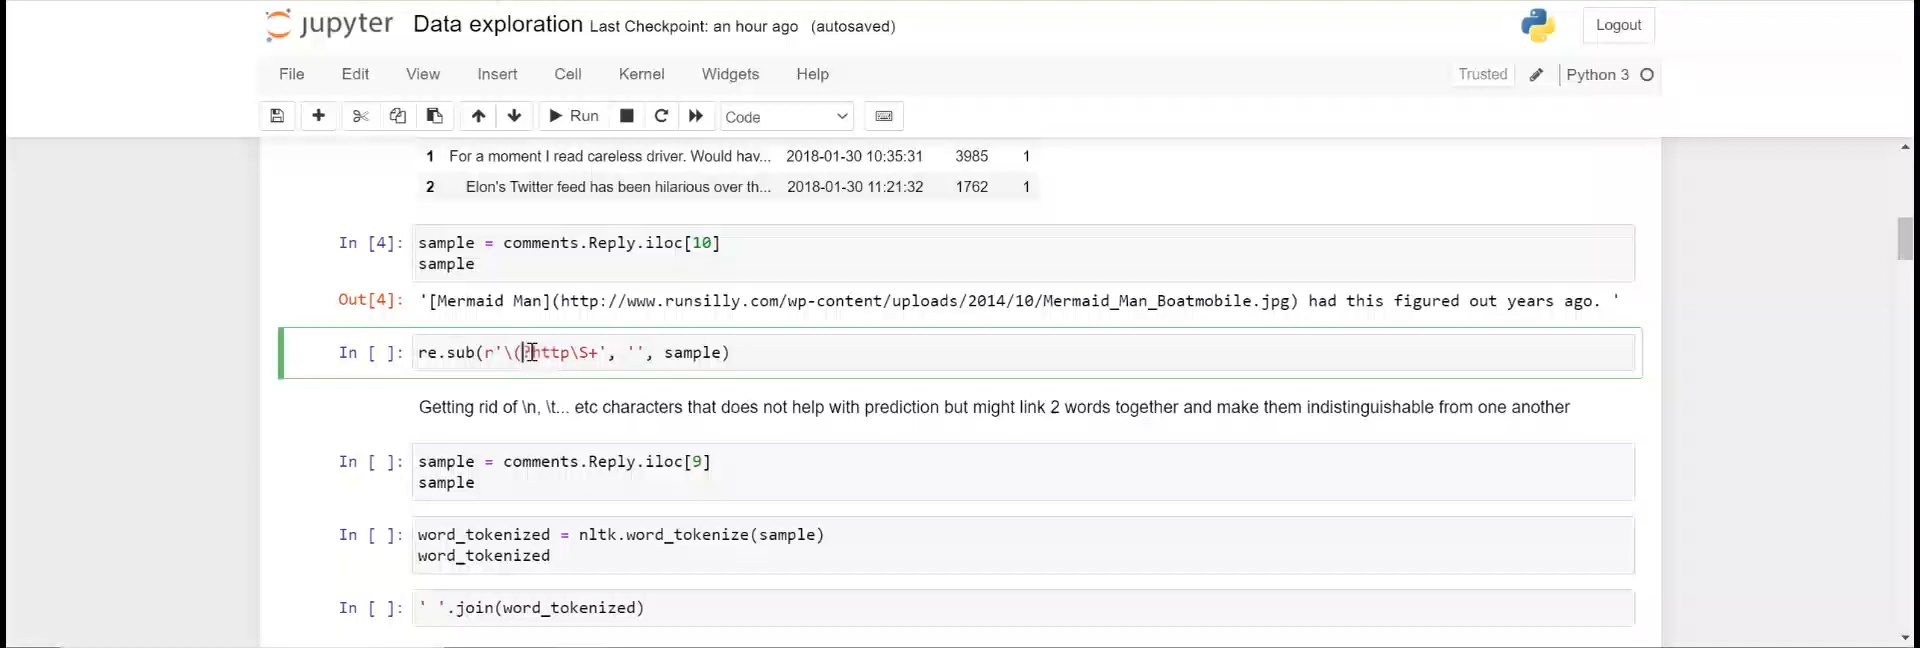 jupyter Data exploration Last Checkpoint: an hour ago (autosaved) Logout
File Edit View Insert Cell Kernel Widgets Help Trusted Python 3
Run Code
1 For a moment I read careless driver. Would hav... 2018-01-30 10:35:31 3985 1
2 Elon's Twitter feed has been hilarious over th... 2018-01-30 11:21:32 1762 1
In [4]: sample = comments.Reply.iloc[10]
sample
Out[4]: '[Mermaid Man](http://www.runsilly.com/wp-content/uploads/2014/10/Mermaid_Man_Boatmobile.jpg) had this figured out years ago. '
In [ ]: re.sub(r'\(?http\S+', '', sample)
Getting rid of \n, \t... etc characters that does not help with prediction but might link 2 words together and make them indistinguishable from one another
In [ ]: sample = comments.Reply.iloc[9]
sample
In [ ]: word_tokenized = nltk.word_tokenize(sample)
word_tokenized
In [ ]: ' '.join(word_tokenized)